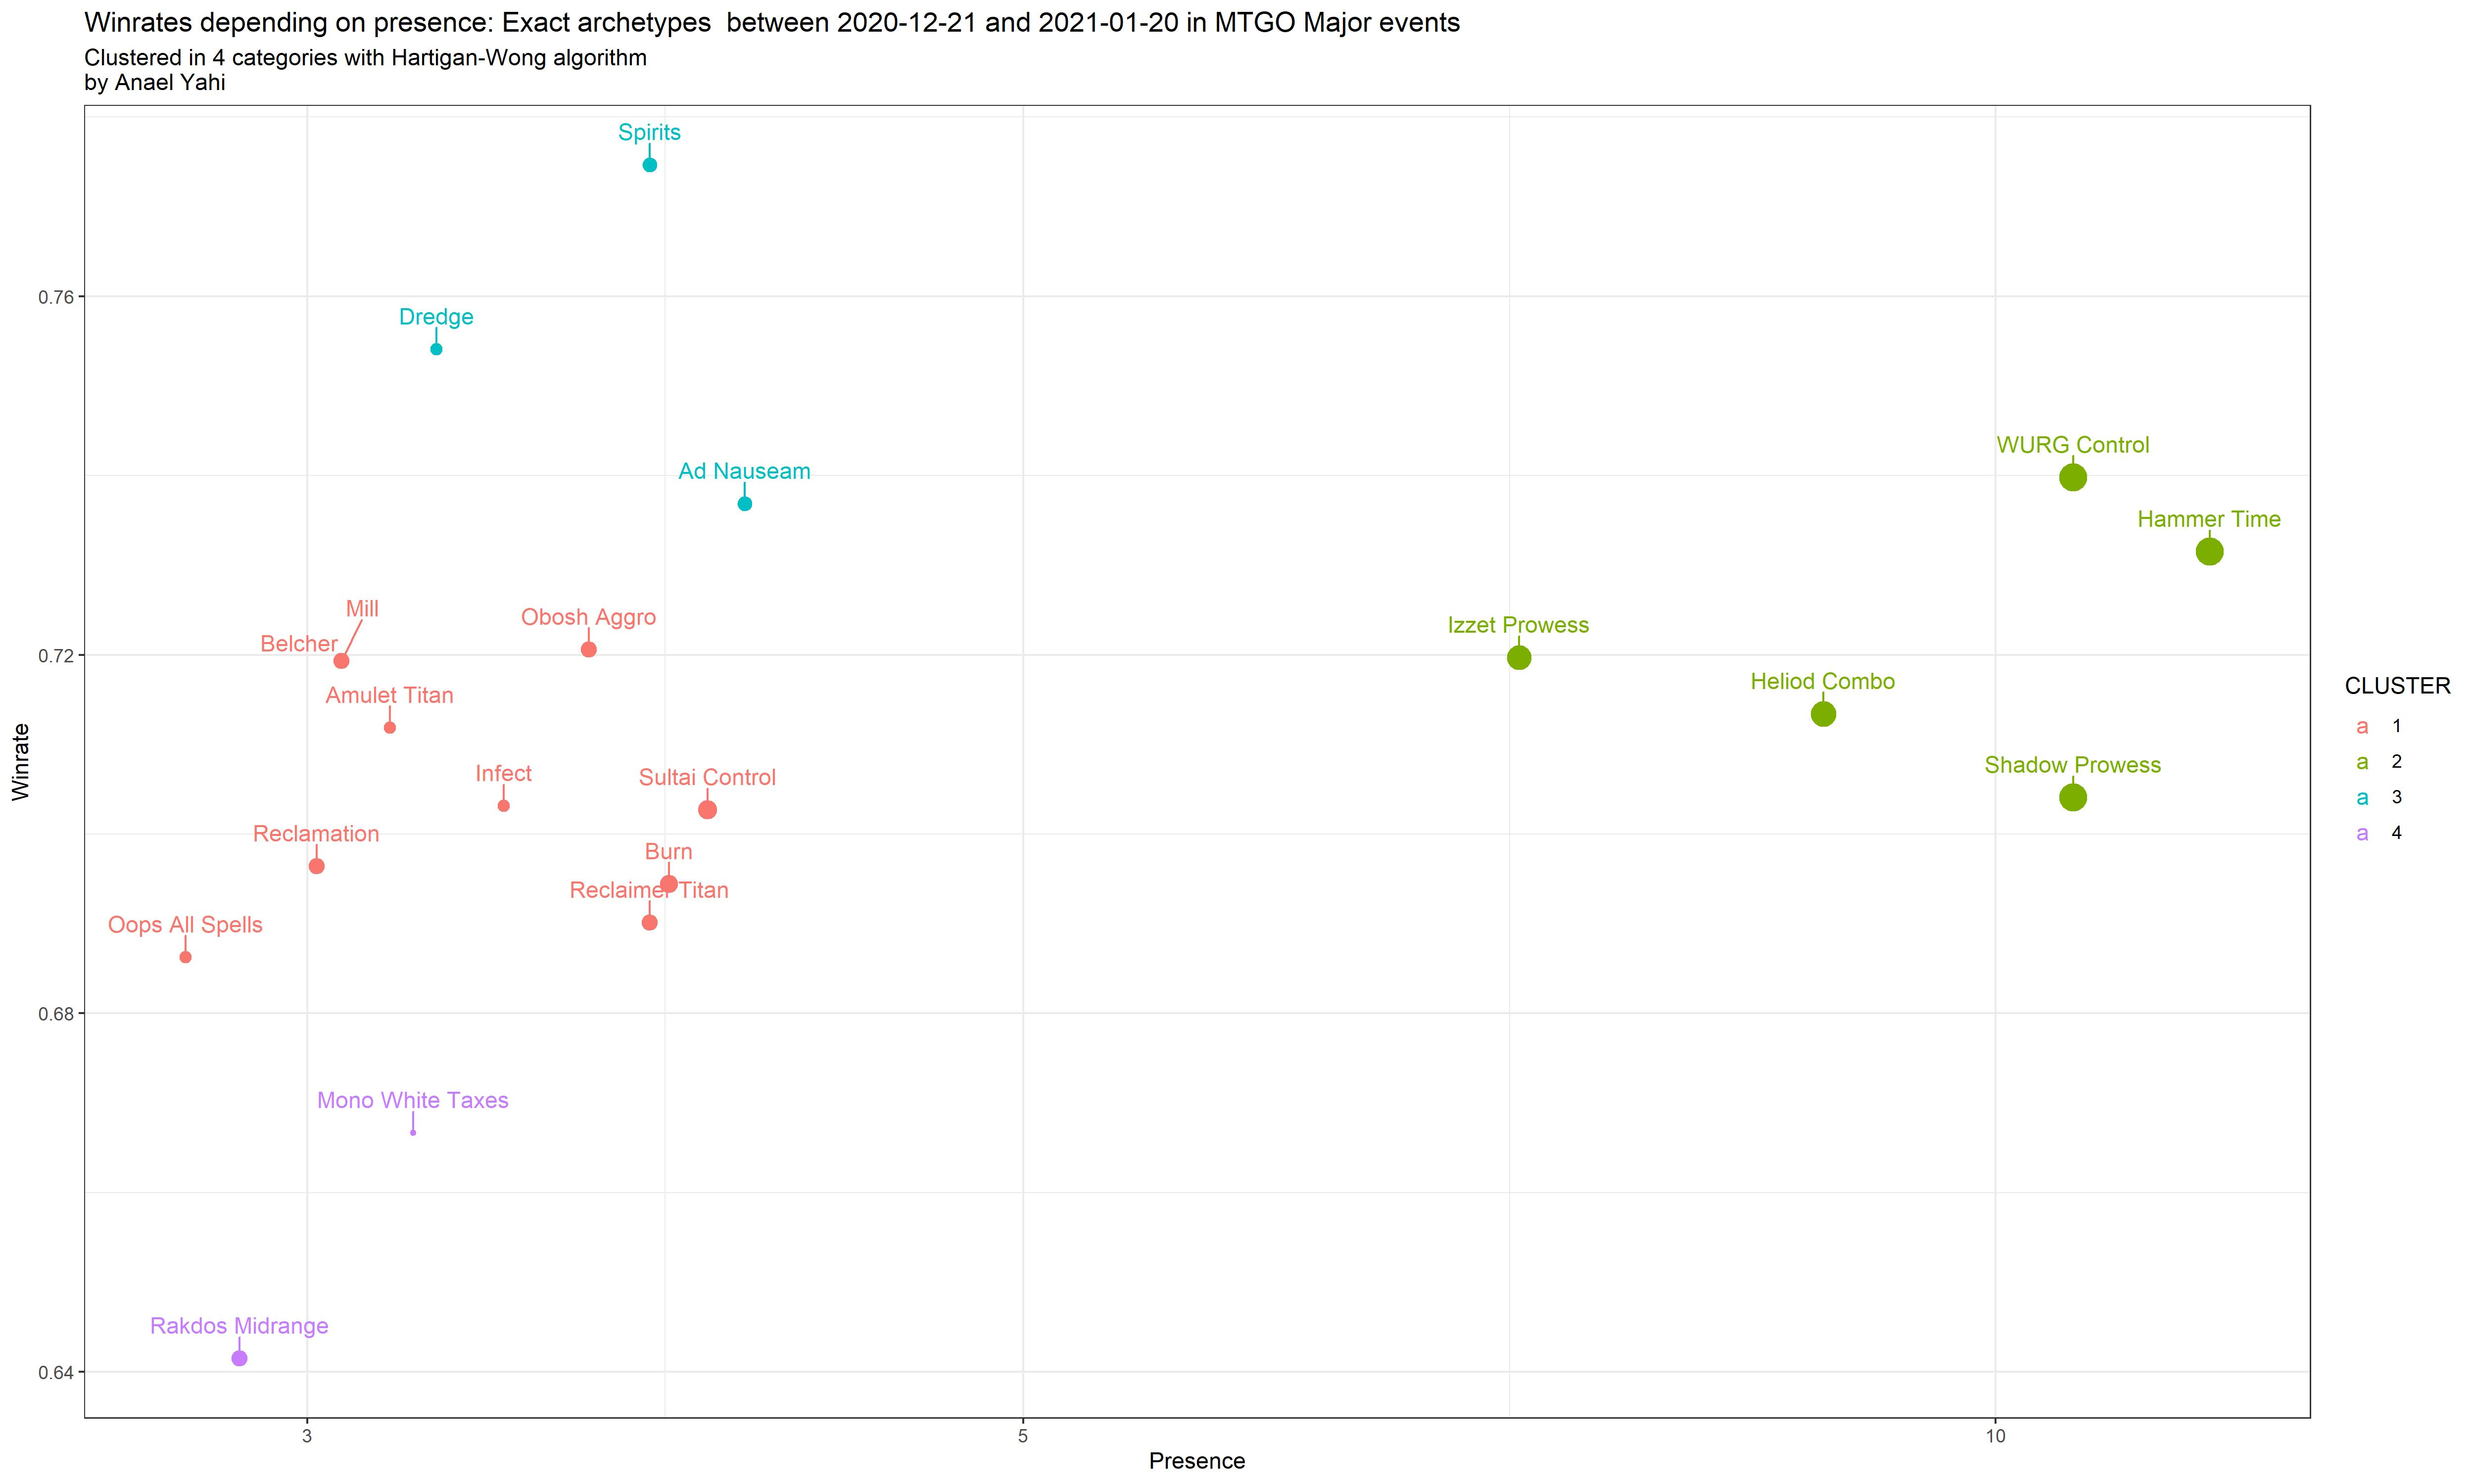 Winrates depending on presence: Exact archetypes  between 2020-12-21 and 2021-01-20 in MTGO Major events
Clustered in 4 categories with Hartigan-Wong algorithm
by Anael Yahi
Spirits
0.76
Dredge
WURG Control
Ad Nauseam
Hammer Time
Mill
Obosh Aggro
Izzet Prowess
Belcher
0.72
Heliod Combo
CLUSTER
Amulet Titan
a 1
Winrate
a 2
Shadow Prowess
Infect
Sultai Control
a 3
Reclamation
a 4
Burn
Reclaimer Titan
Oops All Spells
0.68
Mono White Taxes
Rakdos Midrange
0.64
3
5
10
Presence